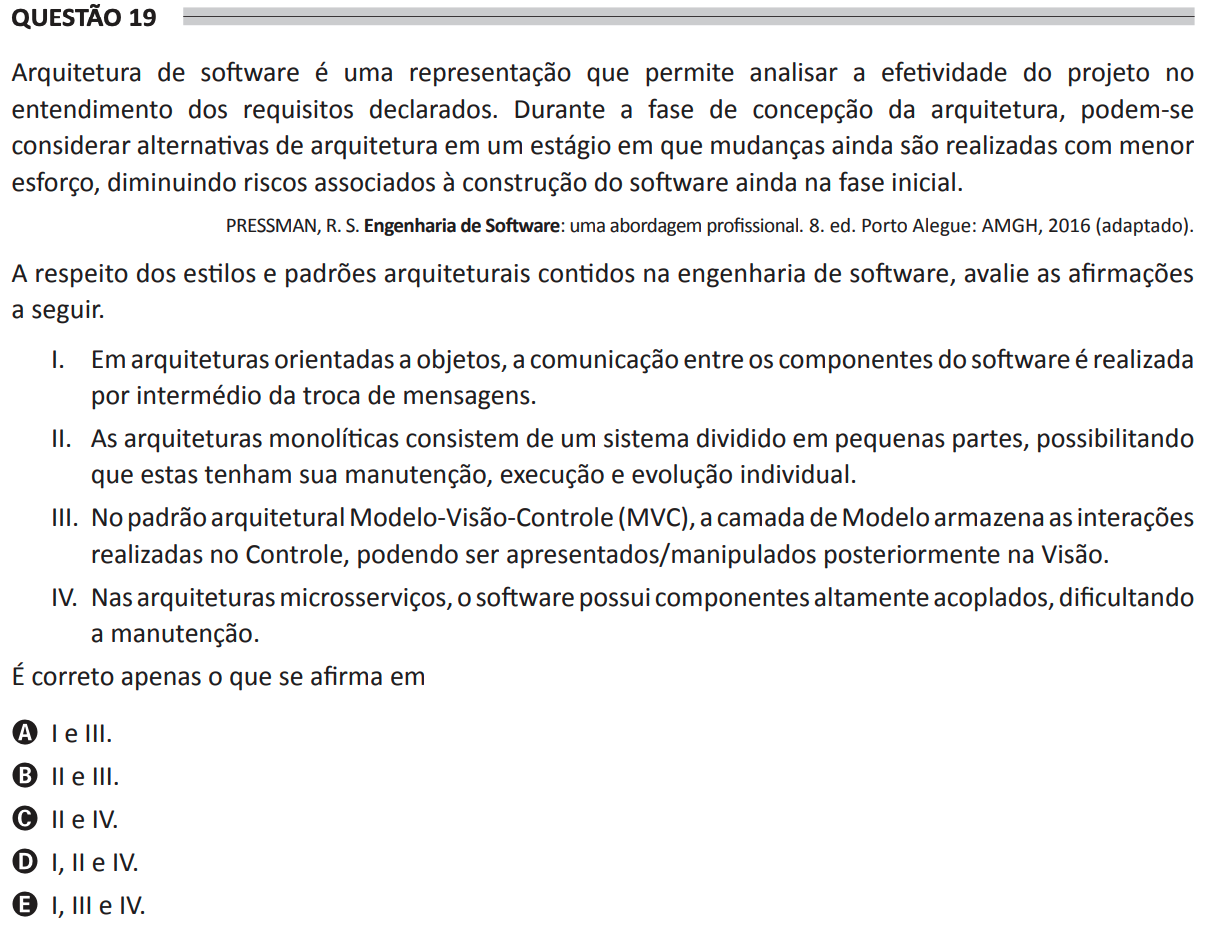 QUESTÃO 19
Arquitetura de software é uma representação que permite analisar a efetividade do projeto no
entendimento dos requisitos declarados. Durante a fase de concepção da arquitetura, podem-se
considerar alternativas de arquitetura em um estágio em que mudanças ainda são realizadas com menor
esforço, diminuindo riscos associados à construção do software ainda na fase inicial.
PRESSMAN, R. S. Engenharia de Software: uma abordagem profissional. 8. ed. Porto Alegue: AMGH, 2016 (adaptado).
A respeito dos estilos e padrões arquiteturais contidos na engenharia de software, avalie as afirmações
a seguir.
I. Em arquiteturas orientadas a objetos, a comunicação entre os componentes do software é realizada
por intermédio da troca de mensagens.
II. As arquiteturas monolíticas consistem de um sistema dividido em pequenas partes, possibilitando
que estas tenham sua manutenção, execução e evolução individual.
III. No padrão arquitetural Modelo-Visão-Controle (MVC), a camada de Modelo armazena as interações
realizadas no Controle, podendo ser apresentados/manipulados posteriormente na Visão.
IV. Nas arquiteturas microsserviços, o software possui componentes altamente acoplados, dificultando
a manutenção.
É correto apenas o que se afirma em
A I e III.
B II e III.
C II e IV.
D I, II e IV.
E I, III e IV.